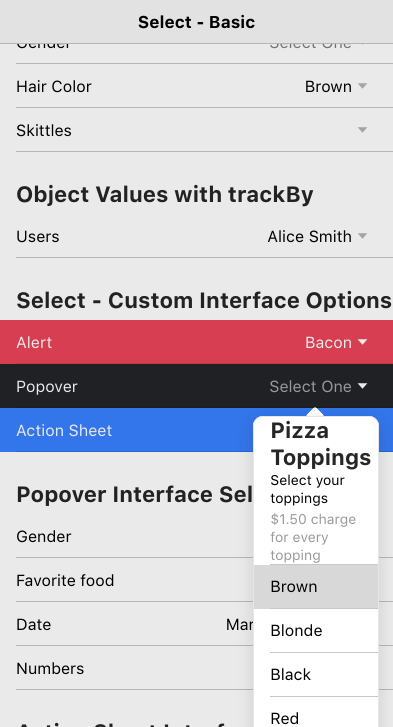 Select - Basic
Gender Select One
Hair Color Brown
Skittles
Object Values with trackBy
Users Alice Smith
Select - Custom Interface Options
Alert Bacon
Popover Select One
Action Sheet
Pizza
Toppings
Select your
toppings
$1.50 charge
for every
topping
Brown
Blonde
Black
Red
Popover Interface Sel
Gender
Favorite food
Date Mar
Numbers